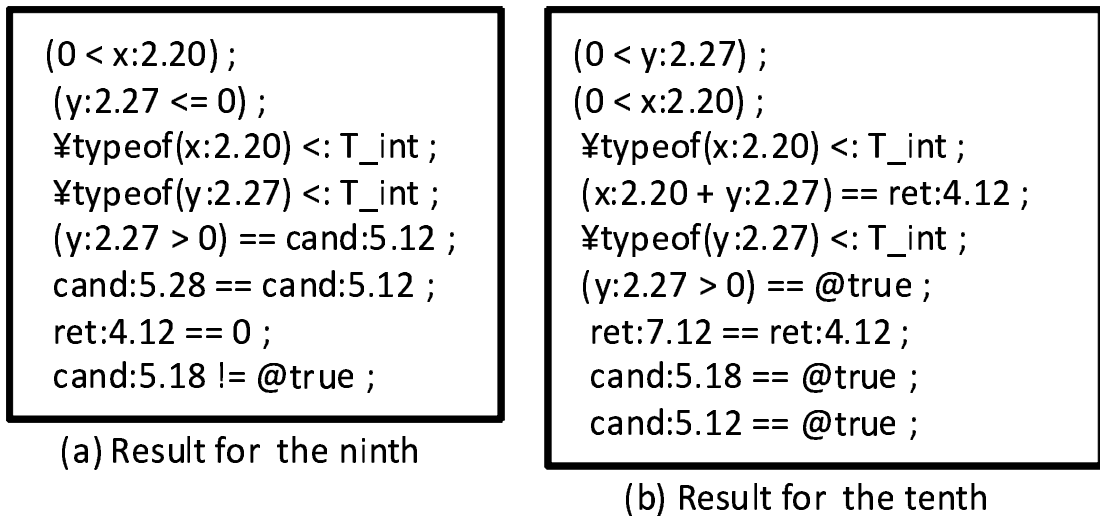 (0 < x:2.20) ;
(y:2.27 <= 0) ;
¥typeof(x:2.20) <: T_int ;
¥typeof(y:2.27) <: T_int ;
(y:2.27 > 0) == cand:5.12 ;
cand:5.28 == cand:5.12 ;
ret:4.12 == 0 ;
cand:5.18 != @true ;
(a) Result for the ninth
(0 < y:2.27) ;
(0 < x:2.20) ;
¥typeof(x:2.20) <: T_int ;
(x:2.20 + y:2.27) == ret:4.12 ;
¥typeof(y:2.27) <: T_int ;
(y:2.27 > 0) == @true ;
ret:7.12 == ret:4.12 ;
cand:5.18 == @true ;
cand:5.12 == @true ;
(b) Result for the tenth